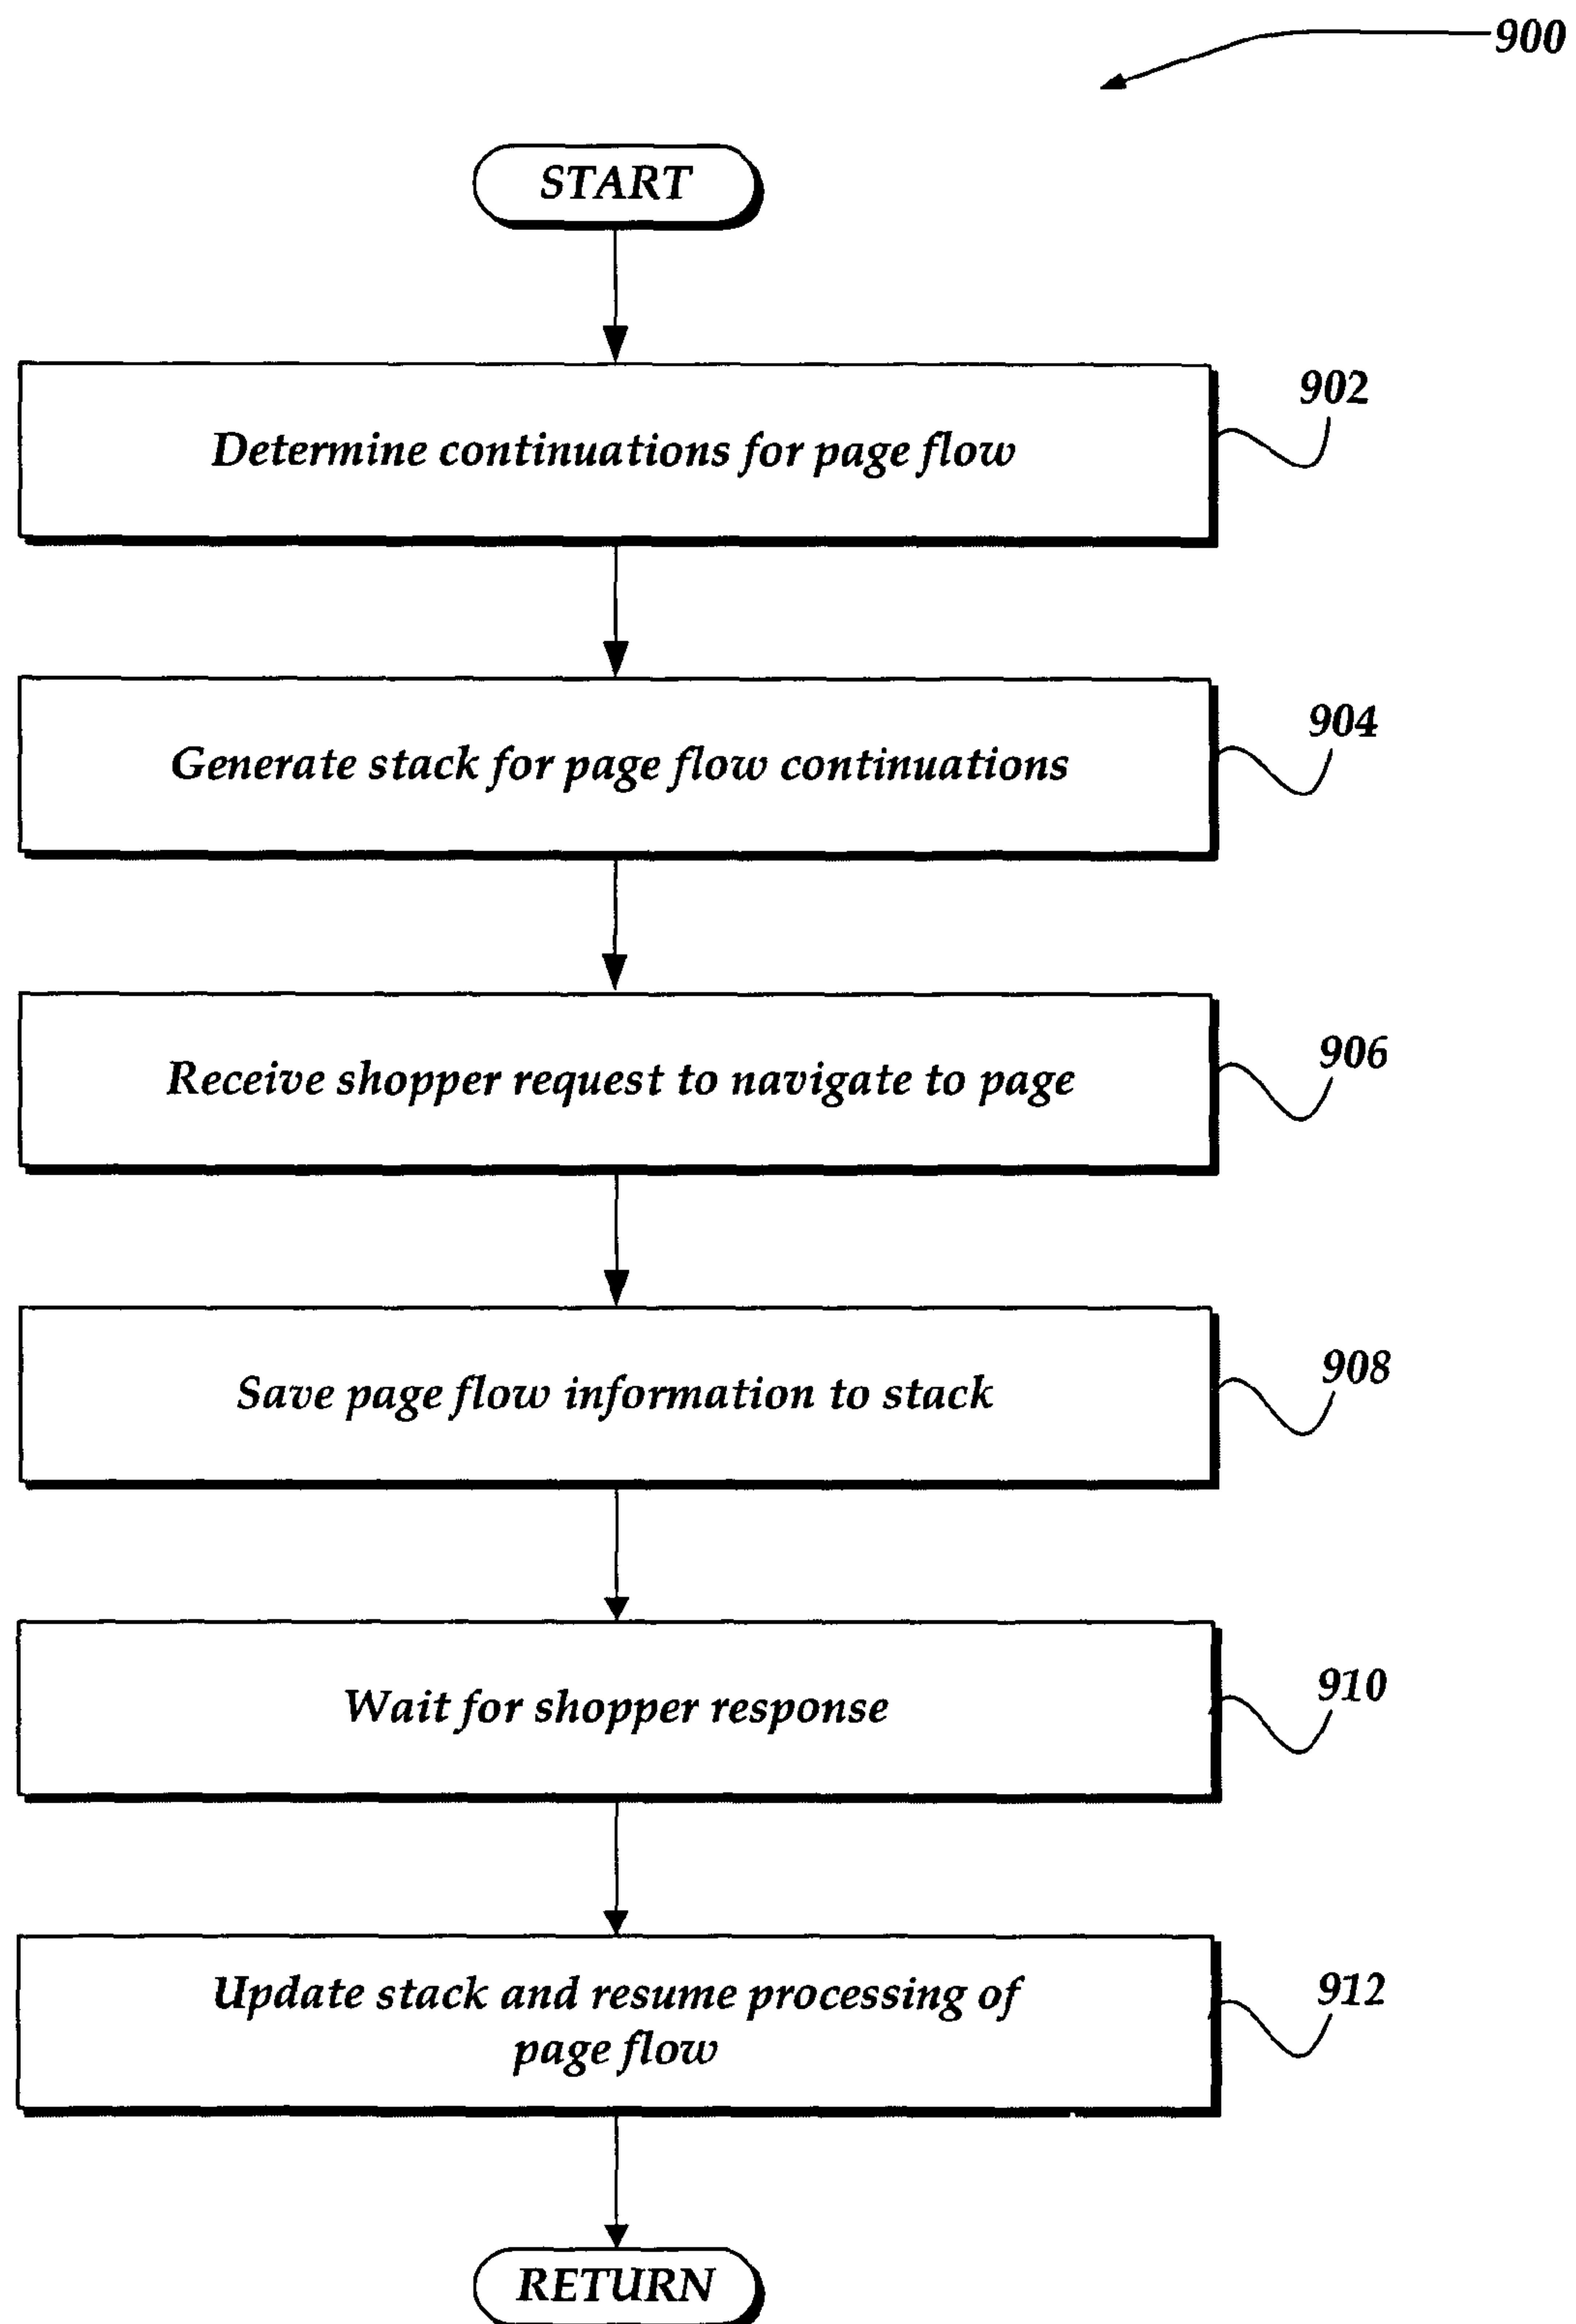 900
START
Determine continuations for page flow
902
Generate stack for page flow continuations
904
Receive shopper request to navigate to page
906
Save page flow information to stack
908
Wait for shopper response
910
Update stack and resume processing of
page flow
912
RETURN